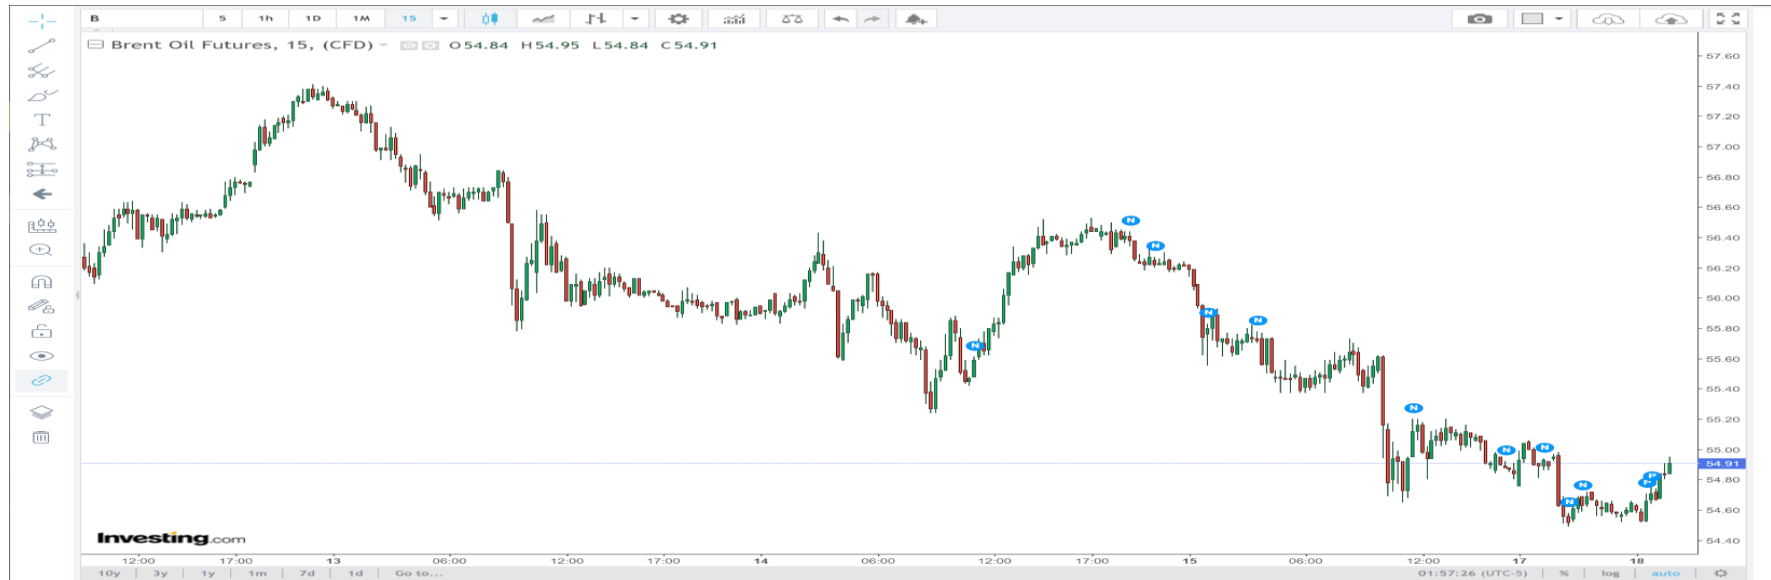 B 5 1h 1D 1M 15
Brent Oil Futures, 15, (CFD) O54.84 H54.95 L54.84 C54.91
57.60
57.40
57.20
57.00
56.80
56.60
56.40
56.20
56.00
55.80
55.60
55.40
55.20
55.00
54.91
54.80
54.60
54.40
N
N
N
N
N
N
N
N
P
P
N
N
Investing.com
12:00 17:00 13 06:00 12:00 17:00 14 06:00 12:00 17:00 15 06:00 12:00 17 18
10y 3y 1y 1m 7d 1d Go to... 01:57:26 (UTC-5) % log auto